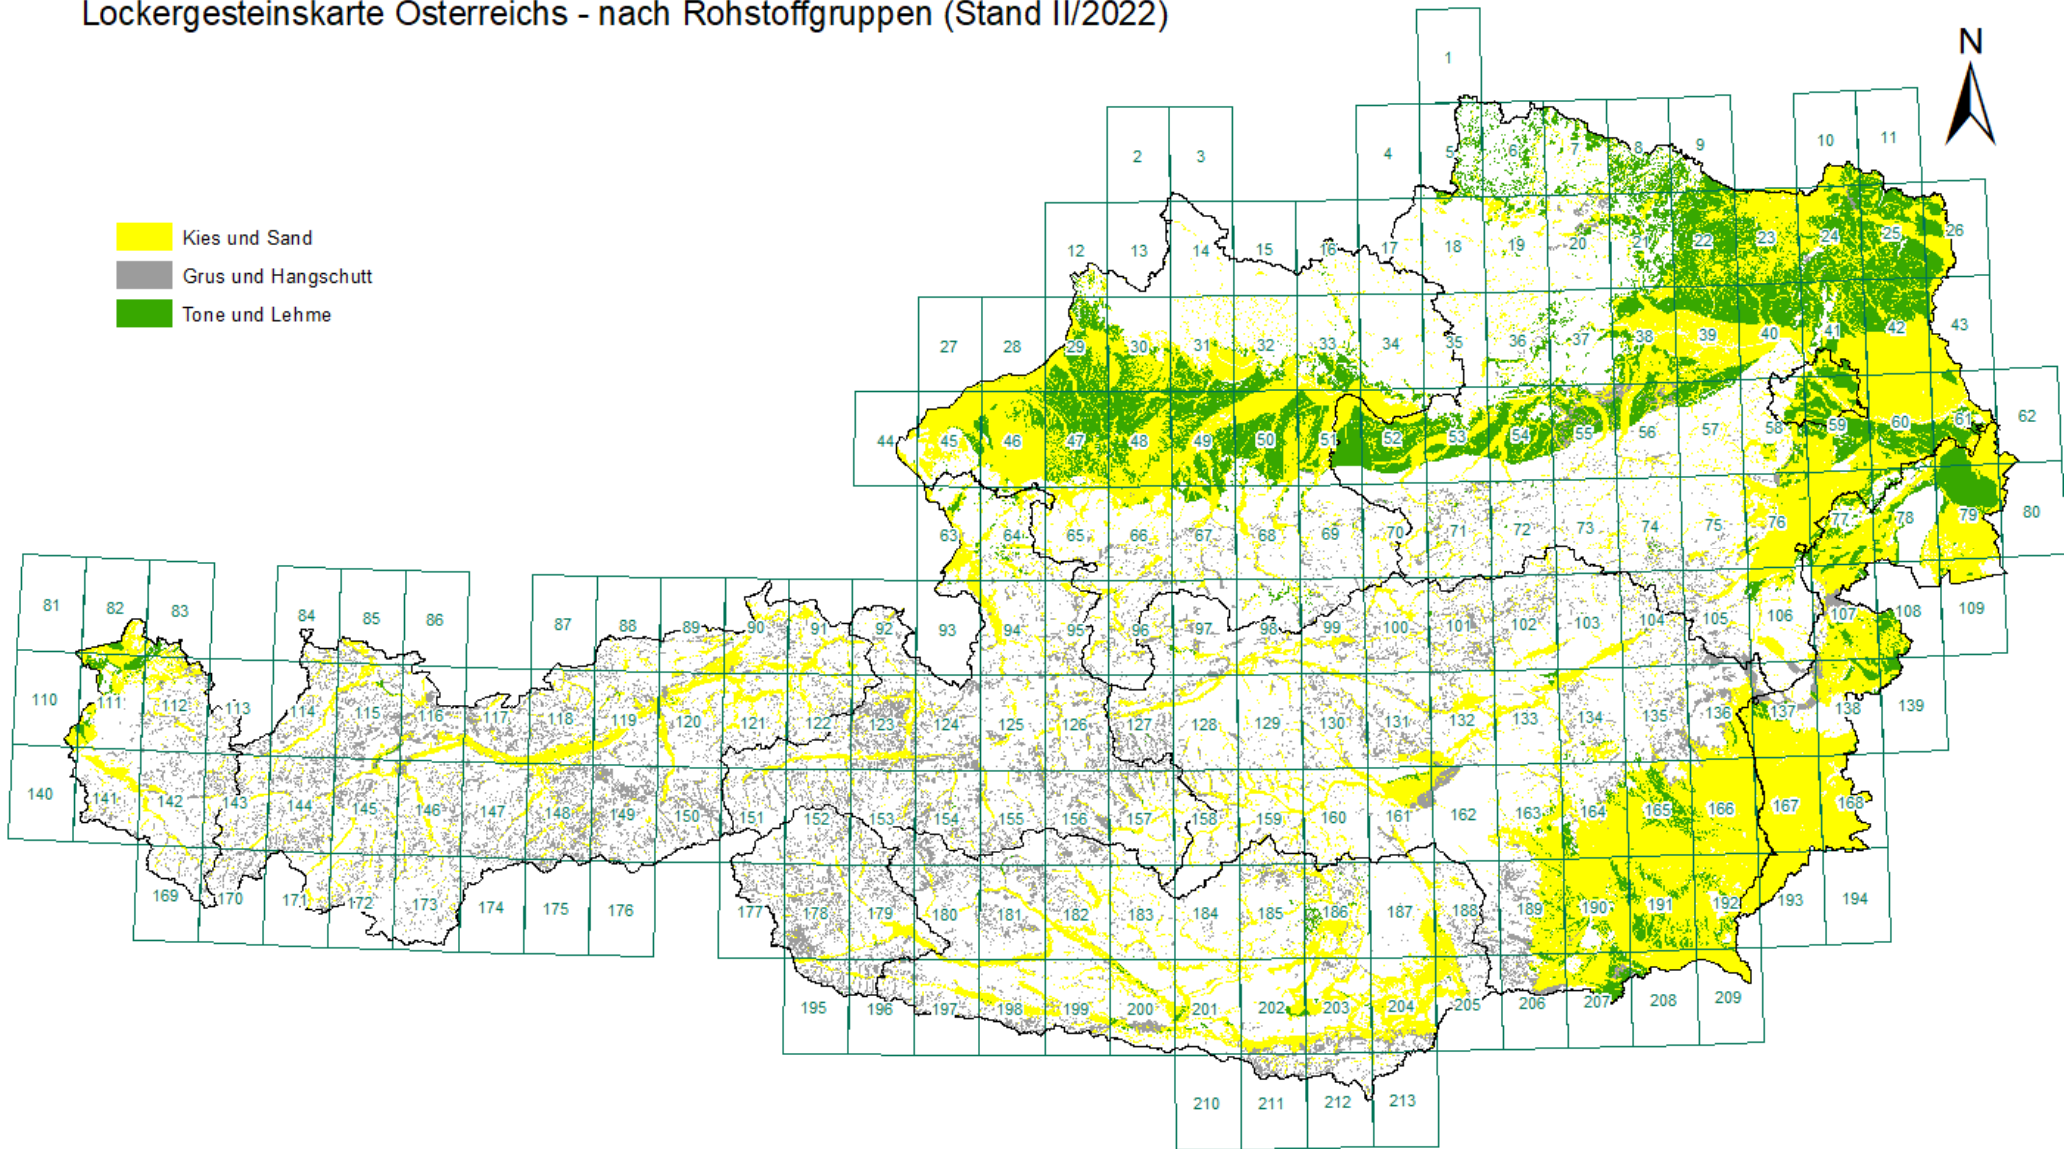 Lockergesteinskarte Österreichs - nach Rohstoffgruppen (Stand II/2022)
N
1
2 3 4 5 6 7 8 9 10 11
Kies und Sand
Grus und Hangschutt
Tone und Lehme
12 13 14 15 16 17 18 19 20 21 22 23 24 25 26
27 28 29 30 31 32 33 34 35 36 37 38 39 40 41 42 43
44 45 46 47 48 49 50 51 52 53 54 55 56 57 58 59 60 61 62
63 64 65 66 67 68 69 70 71 72 73 74 75 76 77 78 79 80
81 82 83 84 85 86 87 88 89 90 91 92 93 94 95 96 97 98 99 100 101 102 103 104 105 106 107 108 109
110 111 112 113 114 115 116 117 118 119 120 121 122 123 124 125 126 127 128 129 130 131 132 133 134 135 136 137 138 139
140 141 142 143 144 145 146 147 148 149 150 151 152 153 154 155 156 157 158 159 160 161 162 163 164 165 166 167 168
169 170 171 172 173 174 175 176 177 178 179 180 181 182 183 184 185 186 187 188 189 190 191 192 193 194
195 196 197 198 199 200 201 202 203 204 205 206 207 208 209
210 211 212 213